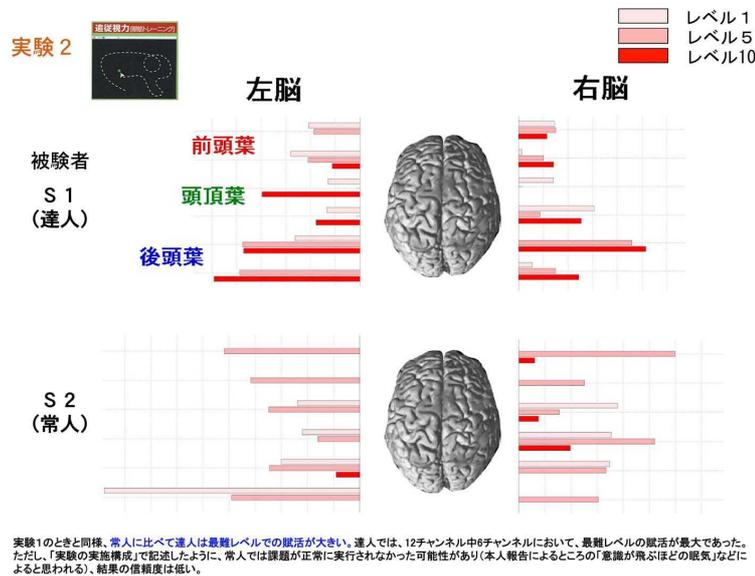 実験2
追従視力
レベル1
レベル5
レベル10
左脳
右脳
被験者
S1
(達人)
前頭葉
頭頂葉
後頭葉
S2
(常人)
実験1のときと同様、常人に比べて達人は最難レベルでの賦活が大きい。達人では、12チャンネル中6チャンネルにおいて、最難レベルの賦活が最大であった。
ただし、「実験の実施構成」で記述したように、常人では課題が正常に実行されなかった可能性があり(本人報告によるところの「意識が飛ぶほどの眠気」などに
よると思われる)、結果の信頼度は低い。